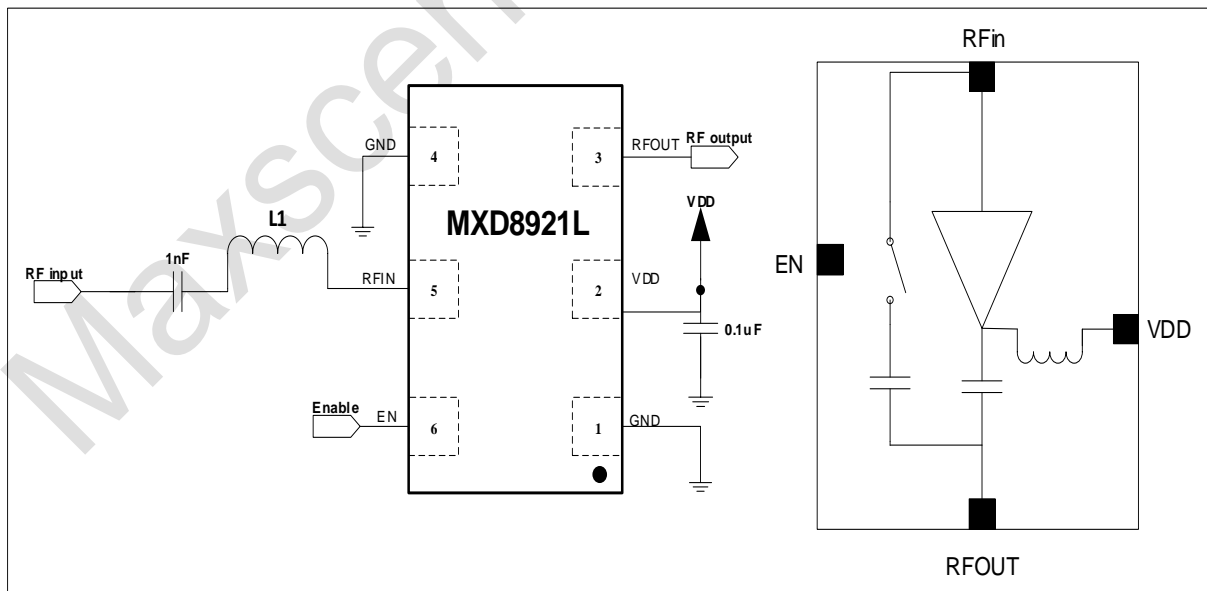 Maxscen
GND
4
3
RFOUT
RF output
MXD8921L
L1
1nF
RF input
RFIN
5
2
VDD
VDD
0.1uF
Enable
EN
6
1
GND
RFin
EN
VDD
RFOUT